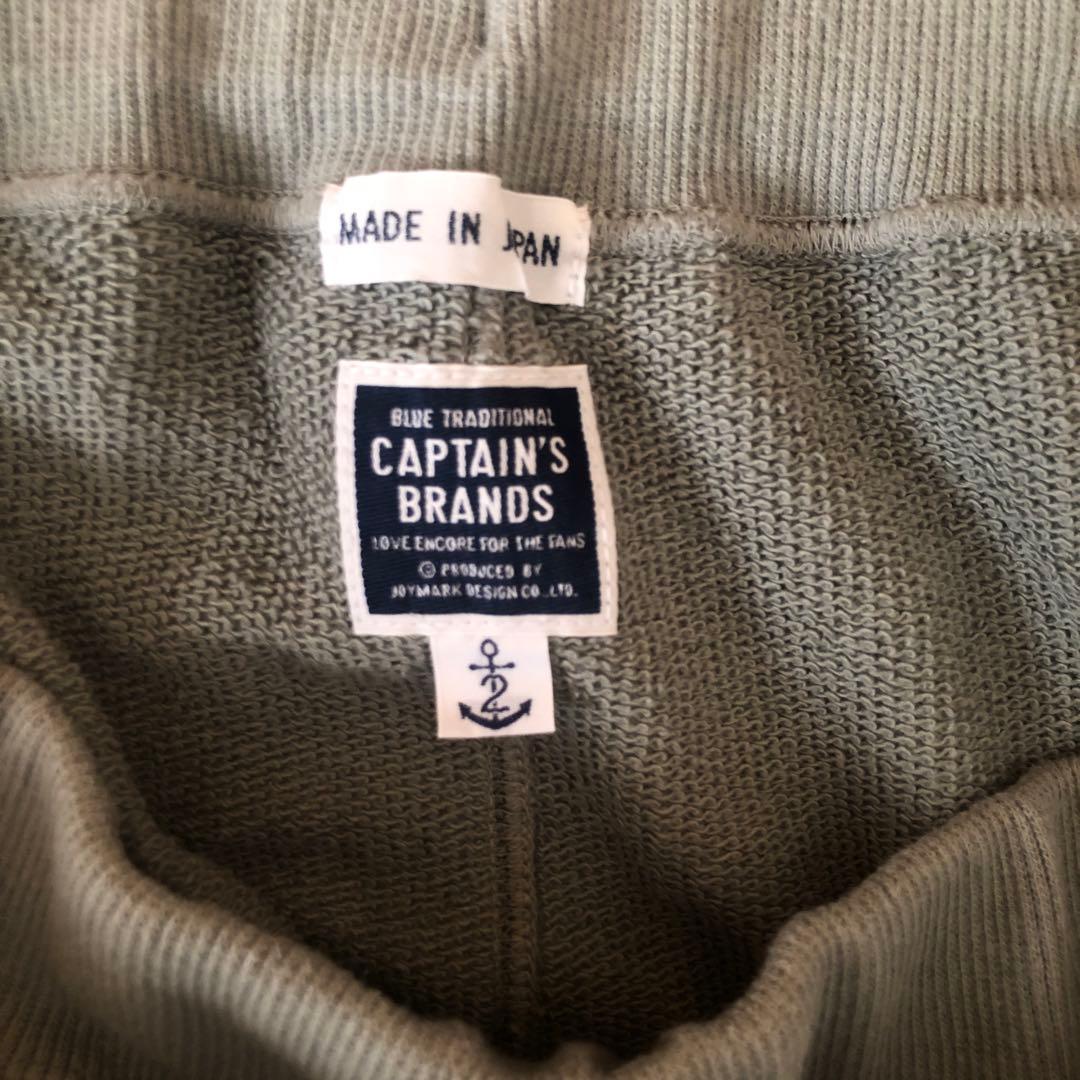 MADE IN JAPAN
BLUE TRADITIONAL
CAPTAIN'S
BRANDS
LOVE ENCORE FOR THE FANS
© PRODUCED BY
JOYMARK DESIGN CO.,LTD.
2